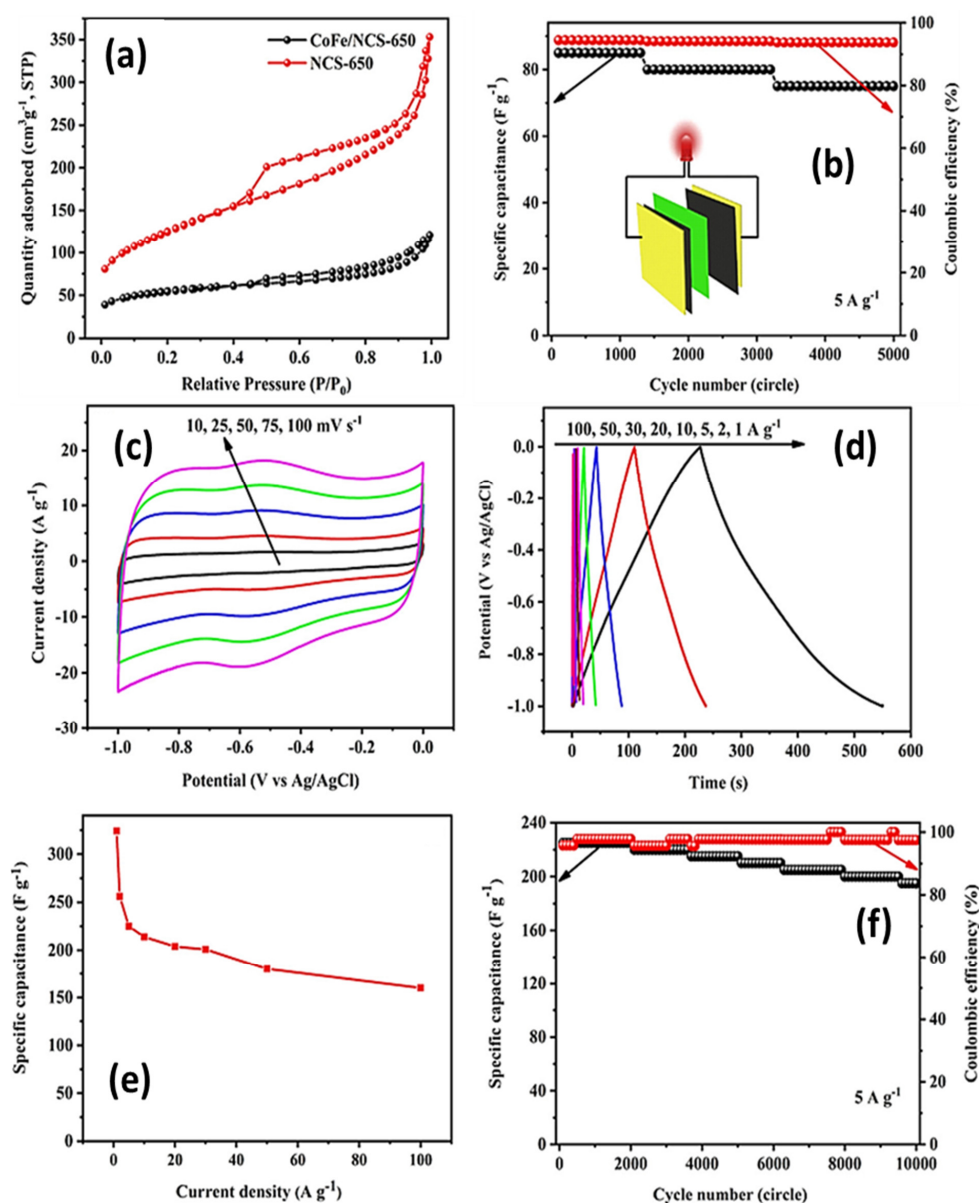 (a)
CoFe/NCS-650
NCS-650
Quantity adsorbed (cm³g⁻¹, STP)
350
300
250
200
150
100
50
0
0.0 0.2 0.4 0.6 0.8 1.0
Relative Pressure (P/P₀)
(b)
Specific capacitance (F g⁻¹)
80
60
40
20
0
100
80
60
40
20
0
Coulombic efficiency (%)
5 A g⁻¹
0 1000 2000 3000 4000 5000
Cycle number (circle)
(c)
10, 25, 50, 75, 100 mV s⁻¹
Current density (A g⁻¹)
20
10
0
-10
-20
-30
-1.0 -0.8 -0.6 -0.4 -0.2 0.0
Potential (V vs Ag/AgCl)
(d)
100, 50, 30, 20, 10, 5, 2, 1 A g⁻¹
Potential (V vs Ag/AgCl)
0.0
-0.2
-0.4
-0.6
-0.8
-1.0
0 100 200 300 400 500 600
Time (s)
(e)
Specific capacitance (F g⁻¹)
300
250
200
150
100
50
0
0 20 40 60 80 100
Current density (A g⁻¹)
(f)
Specific capacitance (F g⁻¹)
240
200
160
120
80
40
0
100
80
60
40
20
0
Coulombic efficiency (%)
5 A g⁻¹
0 2000 4000 6000 8000 10000
Cycle number (circle)